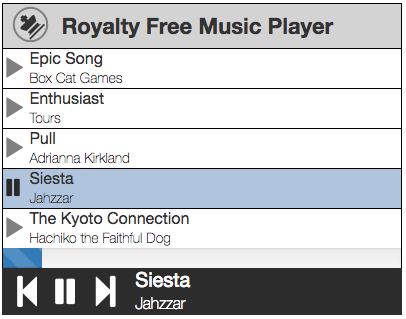 Royalty Free Music Player
Epic Song
Box Cat Games
Enthusiast
Tours
Pull
Adrianna Kirkland
Siesta
Jahzzar
The Kyoto Connection
Hachiko the Faithful Dog
Siesta
Jahzzar